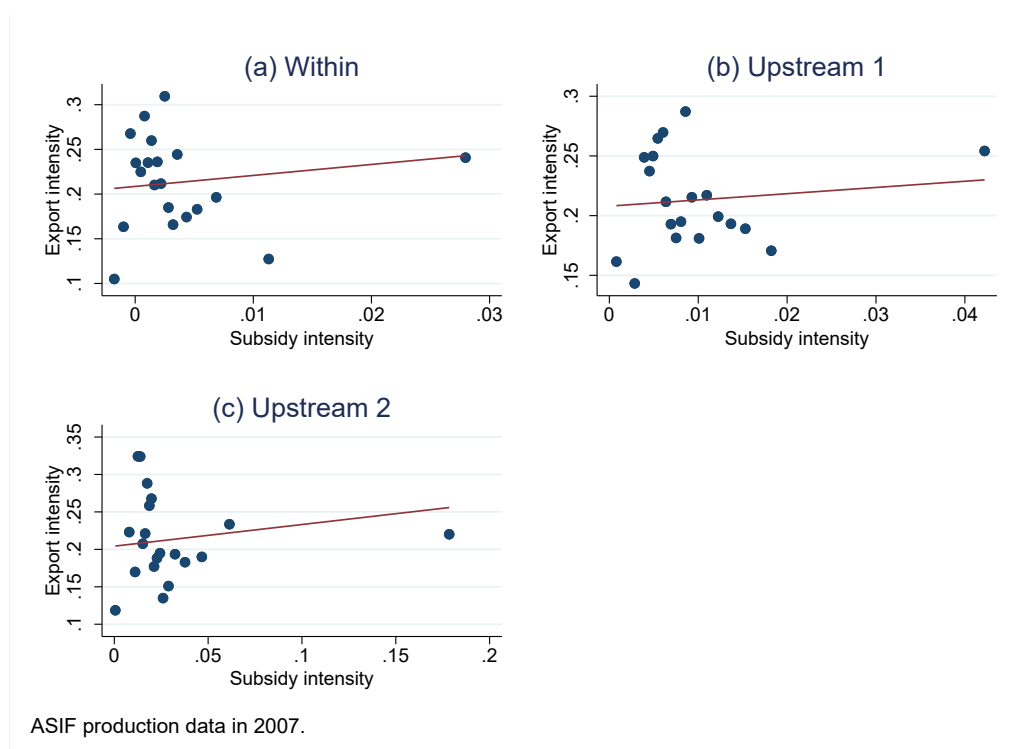 (a) Within
Export intensity
.3
.25
.2
.15
.1
0 .01 .02 .03
Subsidy intensity
(b) Upstream 1
Export intensity
.3
.25
.2
.15
0 .01 .02 .03 .04
Subsidy intensity
(c) Upstream 2
Export intensity
.35
.3
.25
.2
.15
.1
0 .05 .1 .15 .2
Subsidy intensity
ASIF production data in 2007.